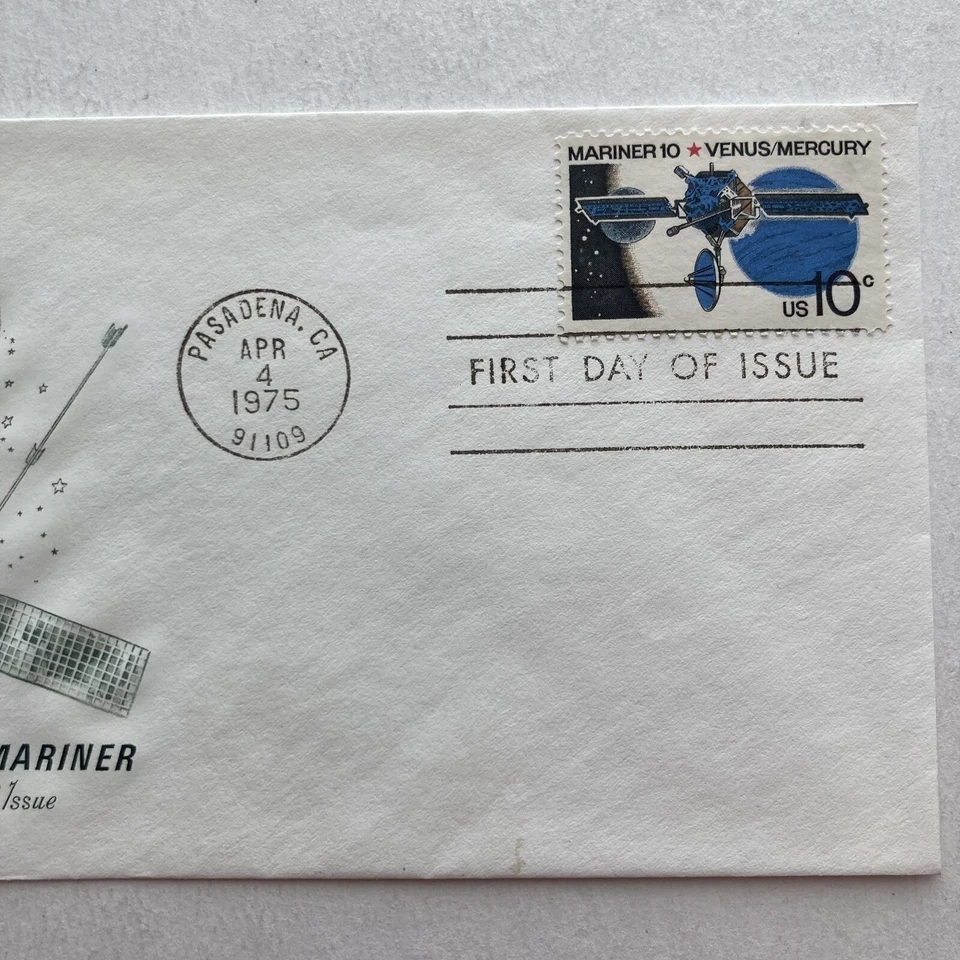 MARINER 10 ★ VENUS/MERCURY
US 10c
PASADENA, CA
APR
4
1975
91109
FIRST DAY OF ISSUE
MARINER
Issue